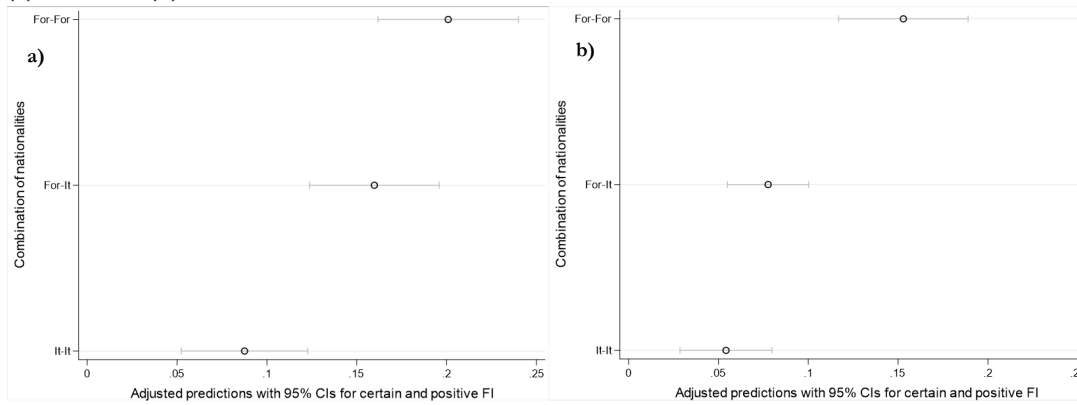 a)
Combination of nationalities
For-For
For-It
It-It
0 .05 .1 .15 .2 .25
Adjusted predictions with 95% CIs for certain and positive FI
b)
Combination of nationalities
For-For
For-It
It-It
0 .05 .1 .15 .2
Adjusted predictions with 95% CIs for certain and positive FI